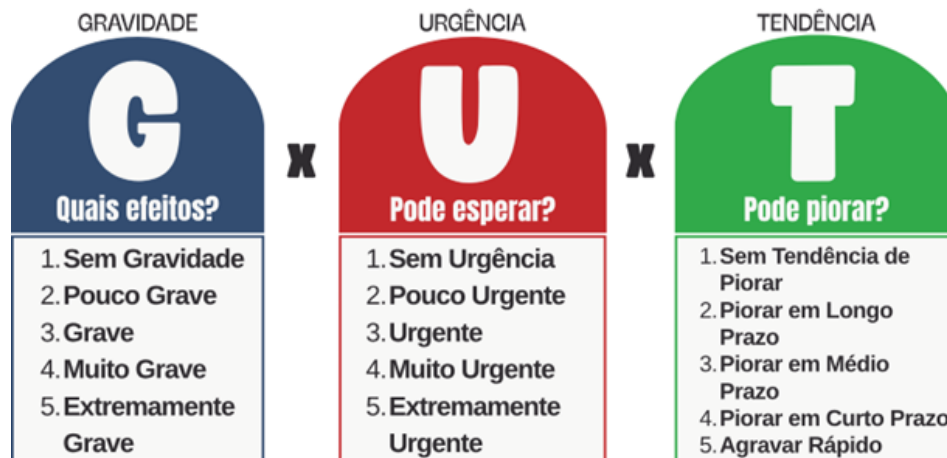 GRAVIDADE
G
Quais efeitos?
1. Sem Gravidade
2. Pouco Grave
3. Grave
4. Muito Grave
5. Extremamente
Grave
x
URGÊNCIA
U
Pode esperar?
1. Sem Urgência
2. Pouco Urgente
3. Urgente
4. Muito Urgente
5. Extremamente
Urgente
x
TENDÊNCIA
T
Pode piorar?
1. Sem Tendência de
Piorar
2. Piorar em Longo
Prazo
3. Piorar em Médio
Prazo
4. Piorar em Curto Prazo
5. Agravar Rápido